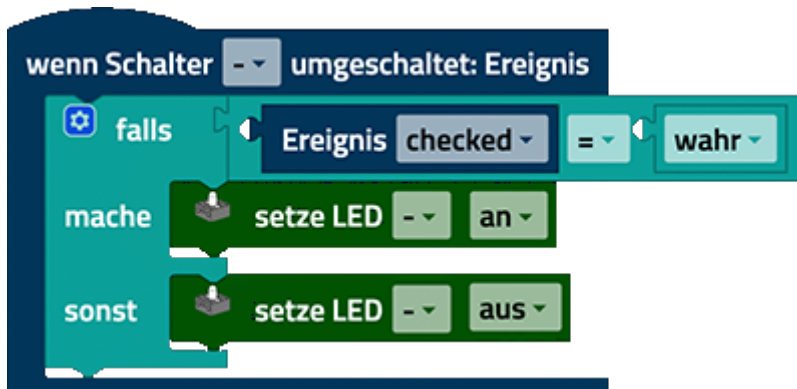 wenn Schalter - umgeschaltet: Ereignis
falls Ereignis checked = wahr
mache setze LED - an
sonst setze LED - aus